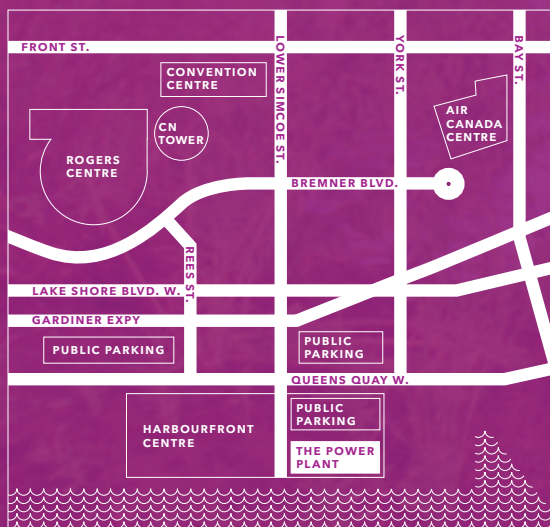 FRONT ST.
LOWER SIMCOE ST.
YORK ST.
BAY ST.
CONVENTION
CENTRE
AIR
CANADA
CENTRE
CN
TOWER
ROGERS
CENTRE
BREMNER BLVD.
REES ST.
LAKE SHORE BLVD. W.
GARDINER EXPY
PUBLIC PARKING
PUBLIC
PARKING
QUEENS QUAY W.
HARBOURFRONT
CENTRE
PUBLIC
PARKING
THE POWER
PLANT